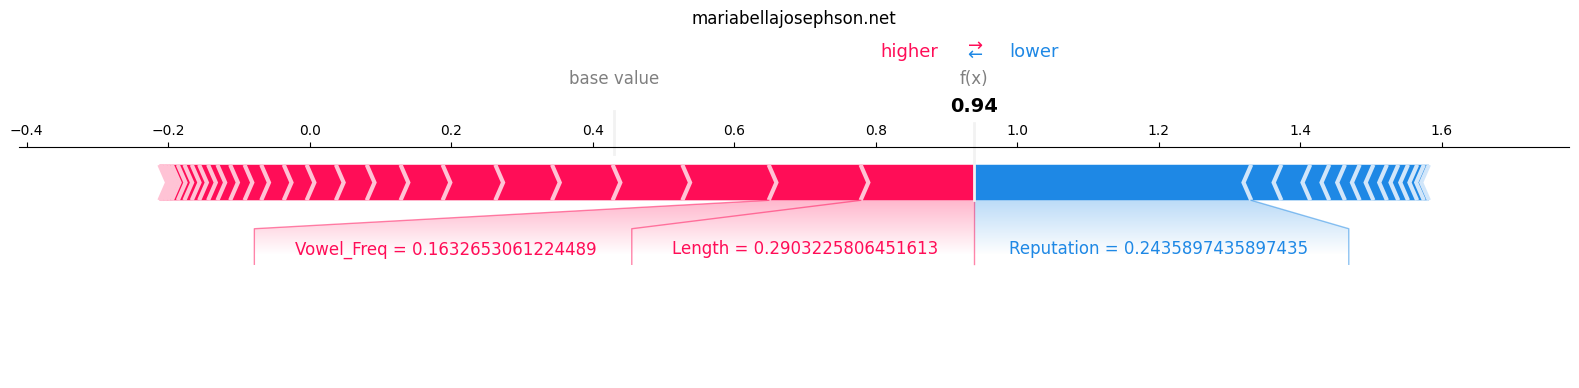 mariabellajosephson.net
higher → ← lower
base value f(x)
0.94
−0.4 −0.2 0.0 0.2 0.4 0.6 0.8 1.0 1.2 1.4 1.6
Vowel_Freq = 0.1632653061224489 Length = 0.2903225806451613 Reputation = 0.2435897435897435